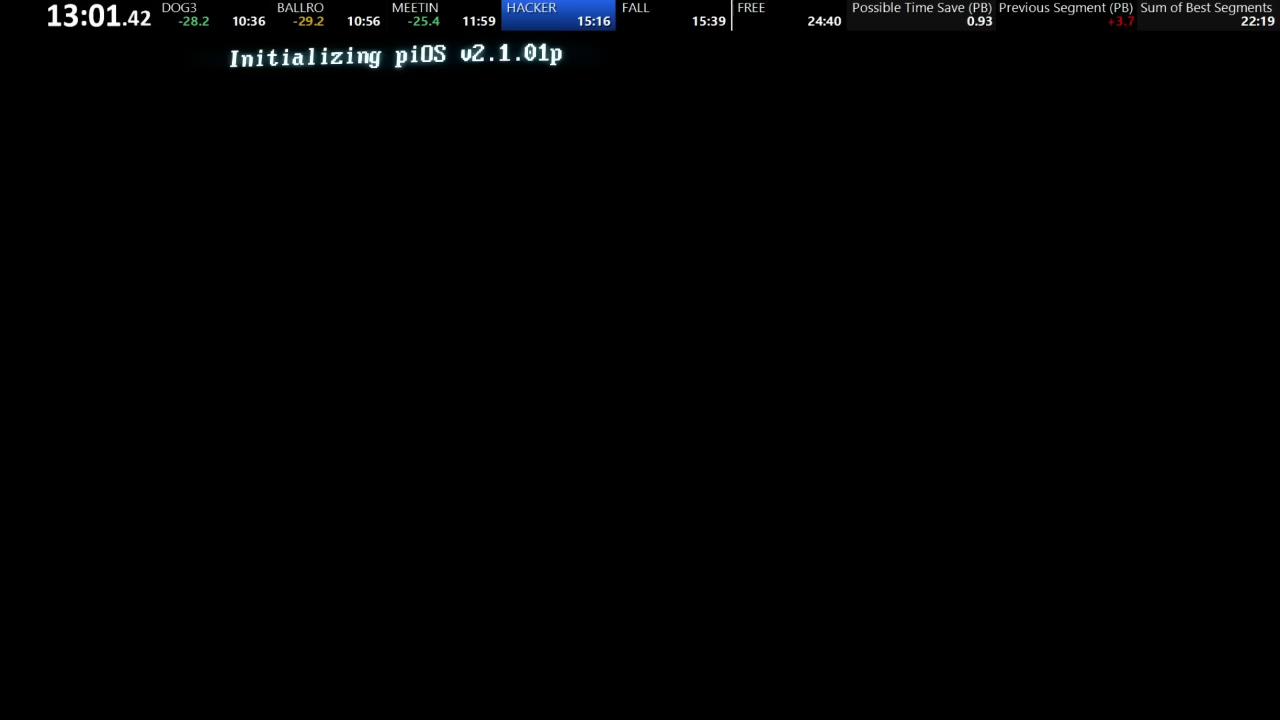 13:01.42 DOG3 BALLRO MEETIN HACKER FALL FREE Possible Time Save (PB) Previous Segment (PB) Sum of Best Segments
-28.2 10:36 -29.2 10:56 -25.4 11:59 15:16 15:39 24:40 0.93 +3.7 22:19
Initializing piOS v2.1.01p